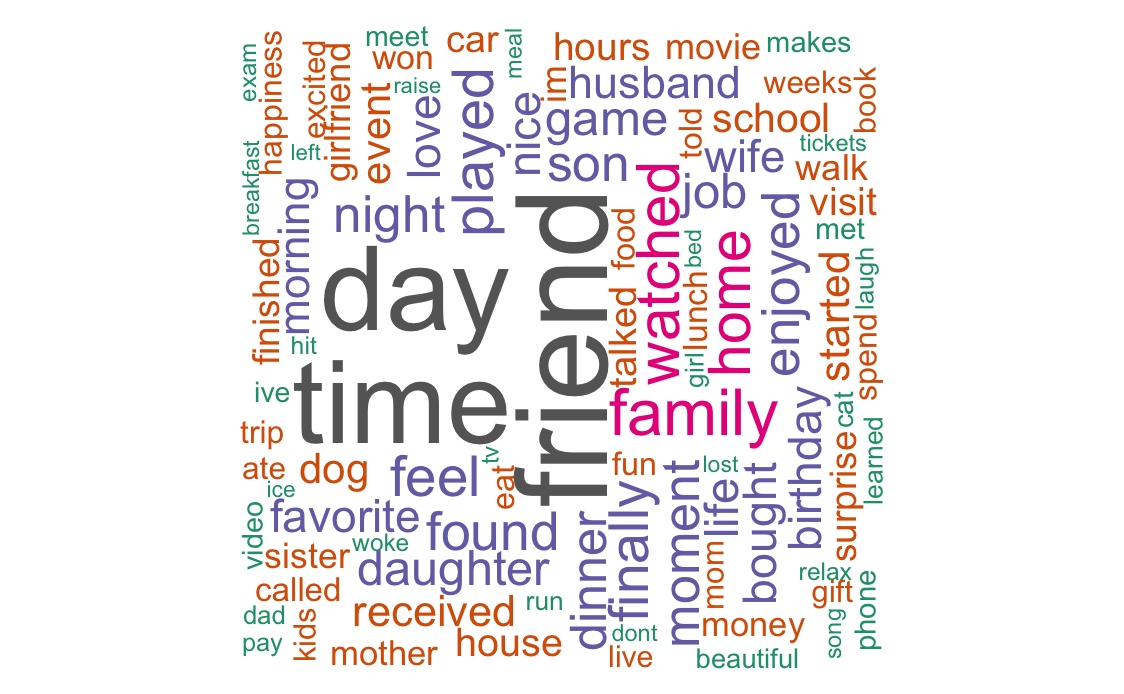 exam
happiness
excited
girlfriend
meet
won
car
meal
hours
movie
makes
event
raise
love
played
nice
im
husband
weeks
book
game
told
school
tickets
left
breakfast
son
wife
walk
morning
night
friend
food
watched
job
enjoyed
visit
met
day
bed
home
finished
talked
lunch
girl
started
laugh
spend
hit
time
ive
family
birthday
cat
trip
ate
dog
feel
tv
eat
fun
lost
surprise
learned
ice
favorite
found
finally
moment
life
bought
video
woke
sister
daughter
dinner
mom
relax
gift
phone
called
received
run
dad
kids
pay
mother
house
dont
live
money
song
beautiful